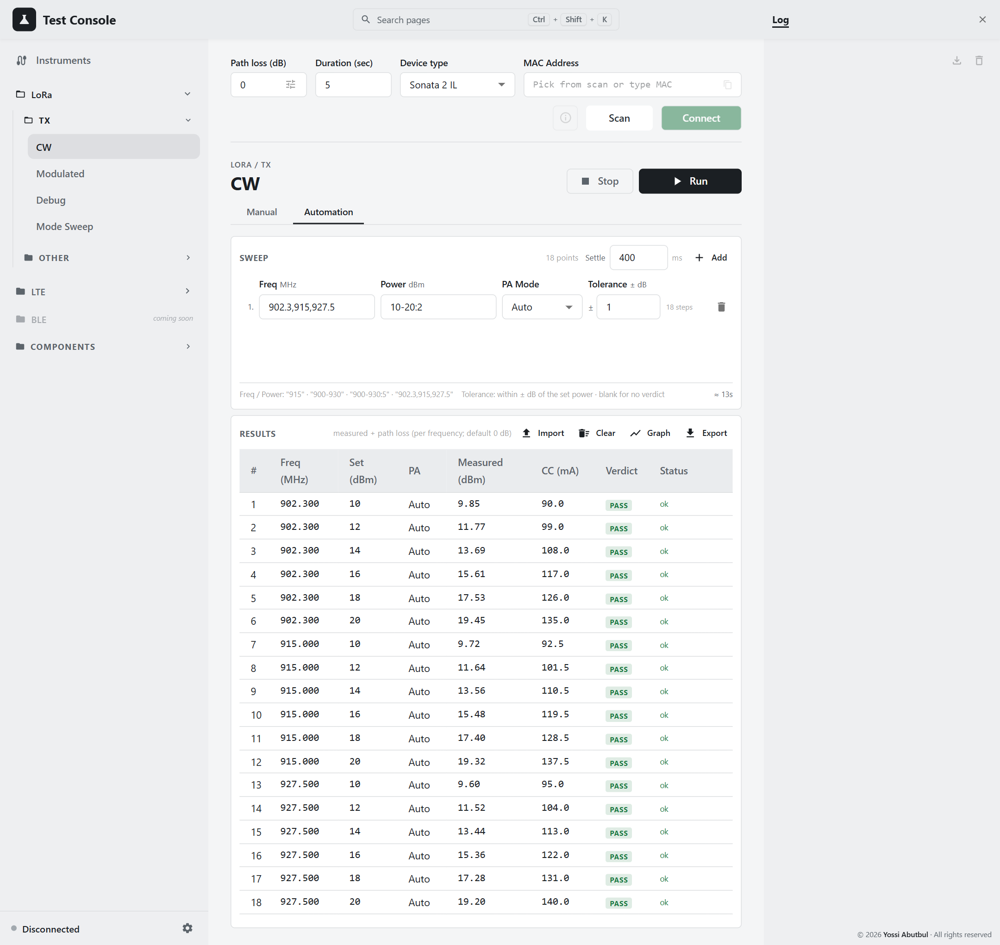 Test Console
Search pages
Ctrl + Shift + K
Log
Instruments
LoRa
TX
CW
Modulated
Debug
Mode Sweep
OTHER
LTE
BLE coming soon
COMPONENTS
Disconnected
Path loss (dB) Duration (sec) Device type MAC Address
0 5 Sonata 2 IL Pick from scan or type MAC
Scan Connect
LORA / TX
CW
Stop Run
Manual Automation
SWEEP 18 points Settle 400 ms + Add
Freq MHz Power dBm PA Mode Tolerance ± dB
1. 902.3,915,927.5 10-20:2 Auto ± 1 18 steps
Freq / Power: "915" · "900-930" · "900-930:5" · "902.3,915,927.5" Tolerance: within ± dB of the set power · blank for no verdict ≈ 13s
RESULTS measured + path loss (per frequency; default 0 dB) Import Clear Graph Export
# Freq (MHz) Set (dBm) PA Measured (dBm) CC (mA) Verdict Status
1 902.300 10 Auto 9.85 90.0 PASS ok
2 902.300 12 Auto 11.77 99.0 PASS ok
3 902.300 14 Auto 13.69 108.0 PASS ok
4 902.300 16 Auto 15.61 117.0 PASS ok
5 902.300 18 Auto 17.53 126.0 PASS ok
6 902.300 20 Auto 19.45 135.0 PASS ok
7 915.000 10 Auto 9.72 92.5 PASS ok
8 915.000 12 Auto 11.64 101.5 PASS ok
9 915.000 14 Auto 13.56 110.5 PASS ok
10 915.000 16 Auto 15.48 119.5 PASS ok
11 915.000 18 Auto 17.40 128.5 PASS ok
12 915.000 20 Auto 19.32 137.5 PASS ok
13 927.500 10 Auto 9.60 95.0 PASS ok
14 927.500 12 Auto 11.52 104.0 PASS ok
15 927.500 14 Auto 13.44 113.0 PASS ok
16 927.500 16 Auto 15.36 122.0 PASS ok
17 927.500 18 Auto 17.28 131.0 PASS ok
18 927.500 20 Auto 19.20 140.0 PASS ok
© 2026 Yossi Abutbul · All rights reserved